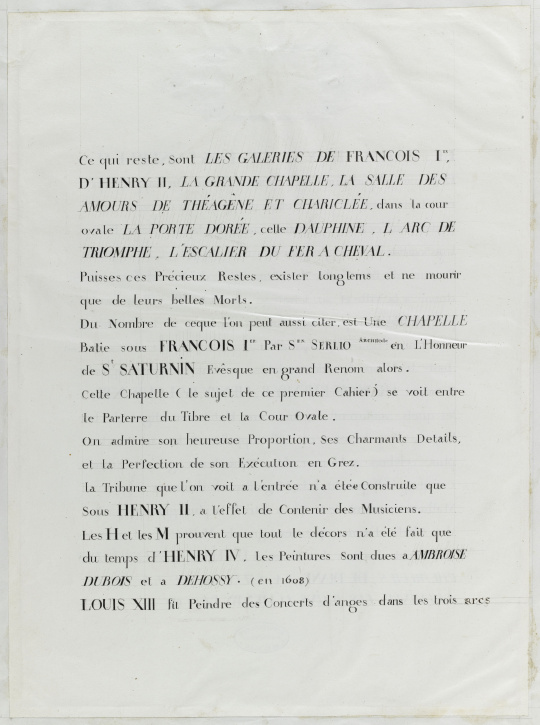 Ce qui reste, Sont LES GALERIES DE FRANCOIS Ier,
D' HENRY II, LA GRANDE CHAPELLE, LA SALLE DES
AMOURS DE THÉAGÈNE ET CHARICLÉE, dans la cour
ovale LA PORTE DORÉE, cette DAUPHINE, L ARC DE
TRIOMPHE, L'ESCALIER DU FER A CHEVAL.
Puisses ces Précieux Restes, exister longtems et ne mourir
que de leurs belles Morts.
Du Nombre de ceque l'on peut aussi citer, est Une CHAPELLE
Batie sous FRANCOIS Ier Par Sen SERLIO en L'Honneur
de St SATURNIN Evêsque en grand Renom alors.
Cette Chapelle ( le sujet de ce premier Cahier ) se voit entre
le Parterre du Tibre et la Cour Ovale.
On admire son heureuse Proportion, Ses Charmants Details,
et la Perfection de son Exécution en Grez.
la Tribune que l'on voit a l'entrée n'a étée Construite que
Sous HENRY II, a l'effet de Contenir des Musiciens.
Les H et les M prouvent que tout le décors n'a été fait que
du temps d'HENRY IV. les Peintures Sont dues a AMBROISE
DUBOIS et a DEHOSSY. (en 1608)
LOUIS XIII fit Peindre des Concerts d'anges dans les trois arcs